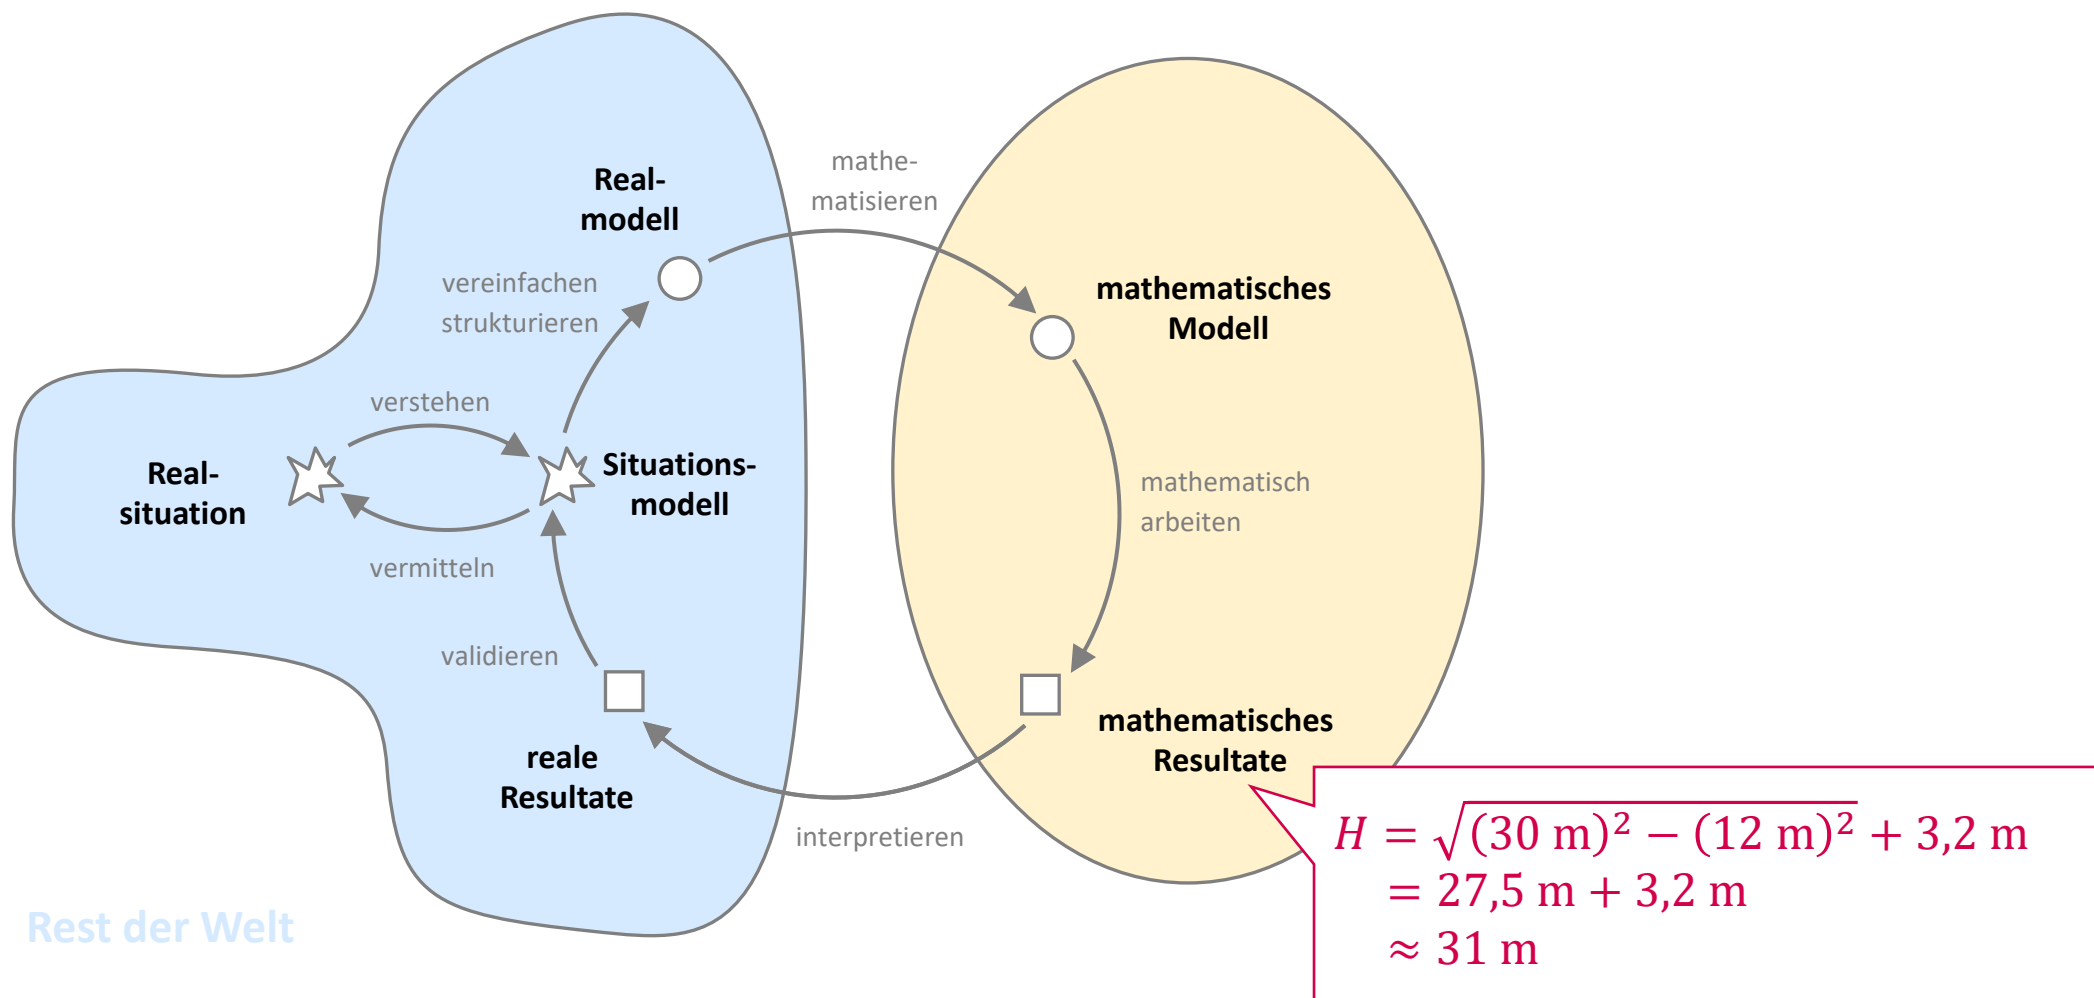 mathe-
matisieren
Real-
modell
vereinfachen
strukturieren
mathematisches
Modell
verstehen
Real-
situation
Situations-
modell
mathematisch
arbeiten
vermitteln
validieren
mathematisches
Resultate
reale
Resultate
interpretieren
H = √((30 m)² − (12 m)²) + 3,2 m
= 27,5 m + 3,2 m
≈ 31 m
Rest der Welt